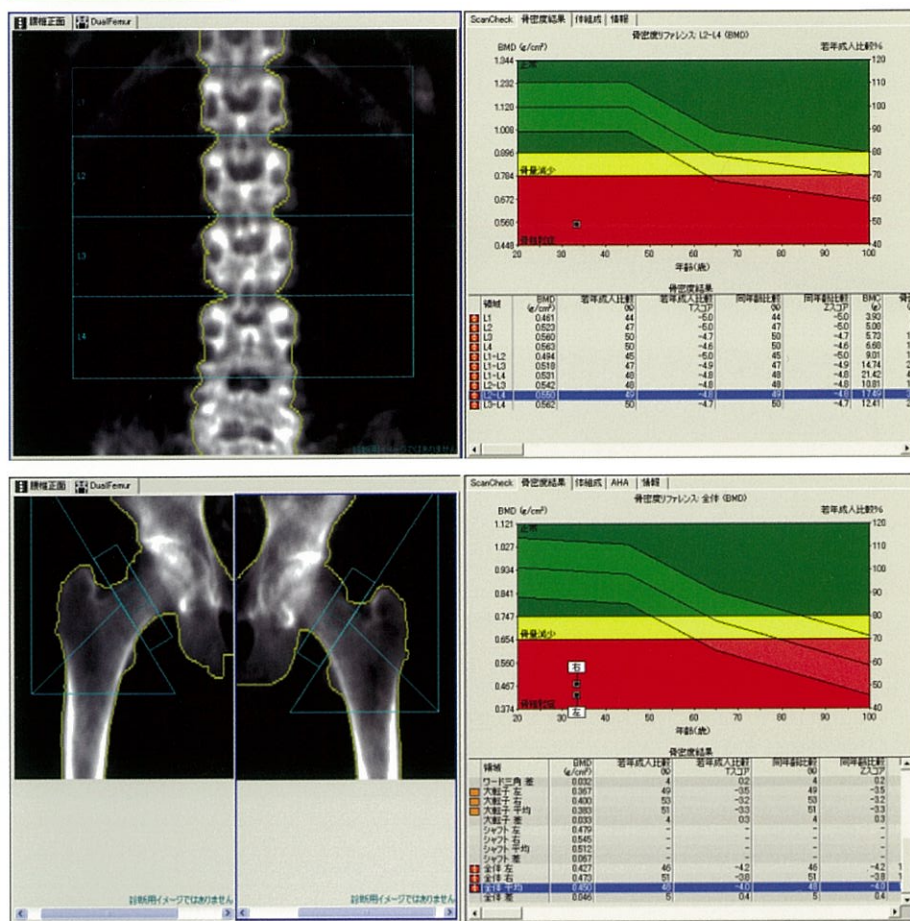 腰椎正面 DualFemur
L1
L2
L3
L4
診断用イメージではありません
ScanCheck 骨密度結果 体組成 情報
骨密度リファレンス: L2-L4 (BMD)
BMD (g/cm²) 若年成人比較%
1.344 120
1.232 110
1.120 100
1.008 90
0.896 80
0.784 70
0.672 60
0.560 50
0.448 40
正常
骨量減少
20 30 40 50 60 70 80 90 100
年齢(歳)
骨密度結果
領域 BMD (g/cm²) 若年成人比較 (%) 若年成人比較 Tスコア 同年齢比較 (%) 同年齢比較 Zスコア BMC (g)
L1 0.461 44 -5.0 44 -5.0 3.93
L2 0.523 47 -5.0 47 -5.0 5.08
L3 0.560 50 -4.7 50 -4.7 5.73
L4 0.563 50 -4.6 50 -4.6 6.68
L1-L2 0.494 45 -5.0 45 -5.0 9.01
L1-L3 0.518 47 -4.9 47 -4.9 14.74
L1-L4 0.531 48 -4.8 48 -4.8 21.42
L2-L3 0.542 48 -4.8 48 -4.8 10.81
L2-L4 0.550 49 -4.8 49 -4.8 17.49
L3-L4 0.562 50 -4.7 50 -4.7 12.41
腰椎正面 DualFemur
診断用イメージではありません
診断用イメージではありません
ScanCheck 骨密度結果 体組成 AHA 情報
骨密度リファレンス: 全体 (BMD)
BMD (g/cm²) 若年成人比較%
1.121 120
1.027 110
0.934 100
0.841 90
0.747 80
0.654 70
0.560 60
0.467 50
0.374 40
正常
骨量減少
右
左
20 30 40 50 60 70 80 90 100
年齢(歳)
骨密度結果
領域 BMD (g/cm²) 若年成人比較 (%) 若年成人比較 Tスコア 同年齢比較 (%) 同年齢比較 Zスコア
ワード三角 差 0.032 4 0.2 4 0.2
大転子 左 0.367 49 -3.5 49 -3.5
大転子 右 0.400 53 -3.2 53 -3.2
大転子 平均 0.383 51 -3.3 51 -3.3
大転子 差 0.033 4 0.3 4 0.3
シャフト 左 0.479 - - - -
シャフト 右 0.545 - - - -
シャフト 平均 0.512 - - - -
シャフト 差 0.067 - - - -
全体 左 0.427 46 -4.2 46 -4.2
全体 右 0.473 51 -3.8 51 -3.8
全体 平均 0.450 48 -4.0 48 -4.0
全体 差 0.046 5 0.4 5 0.4